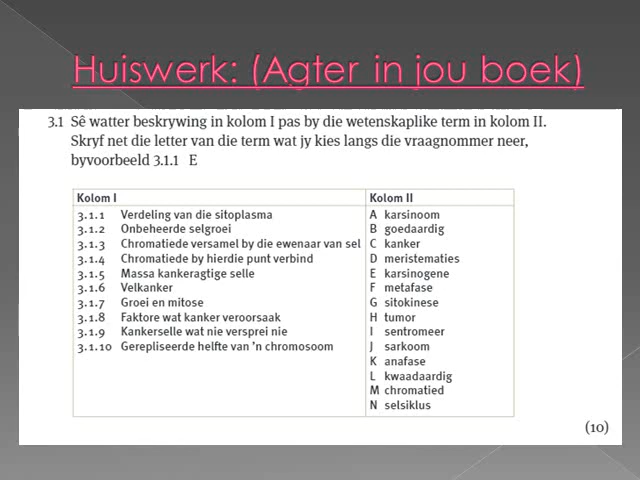 Huiswerk: (Agter in jou boek)
3.1 Sê watter beskrywing in kolom I pas by die wetenskaplike term in kolom II.
Skryf net die letter van die term wat jy kies langs die vraagnommer neer,
byvoorbeeld 3.1.1 E
Kolom I Kolom II
3.1.1 Verdeling van die sitoplasma A karsinoom
3.1.2 Onbeheerde selgroei B goedaardig
3.1.3 Chromatiede versamel by die ewenaar van sel C kanker
3.1.4 Chromatiede by hierdie punt verbind D meristematies
3.1.5 Massa kankeragtige selle E karsinogene
3.1.6 Velkanker F metafase
3.1.7 Groei en mitose G sitokinese
3.1.8 Faktore wat kanker veroorsaak H tumor
3.1.9 Kankerselle wat nie versprei nie I sentromeer
3.1.10 Gerepliseerde helfte van 'n chromosoom J sarkoom
K anafase
L kwaadaardig
M chromatied
N selsiklus
(10)